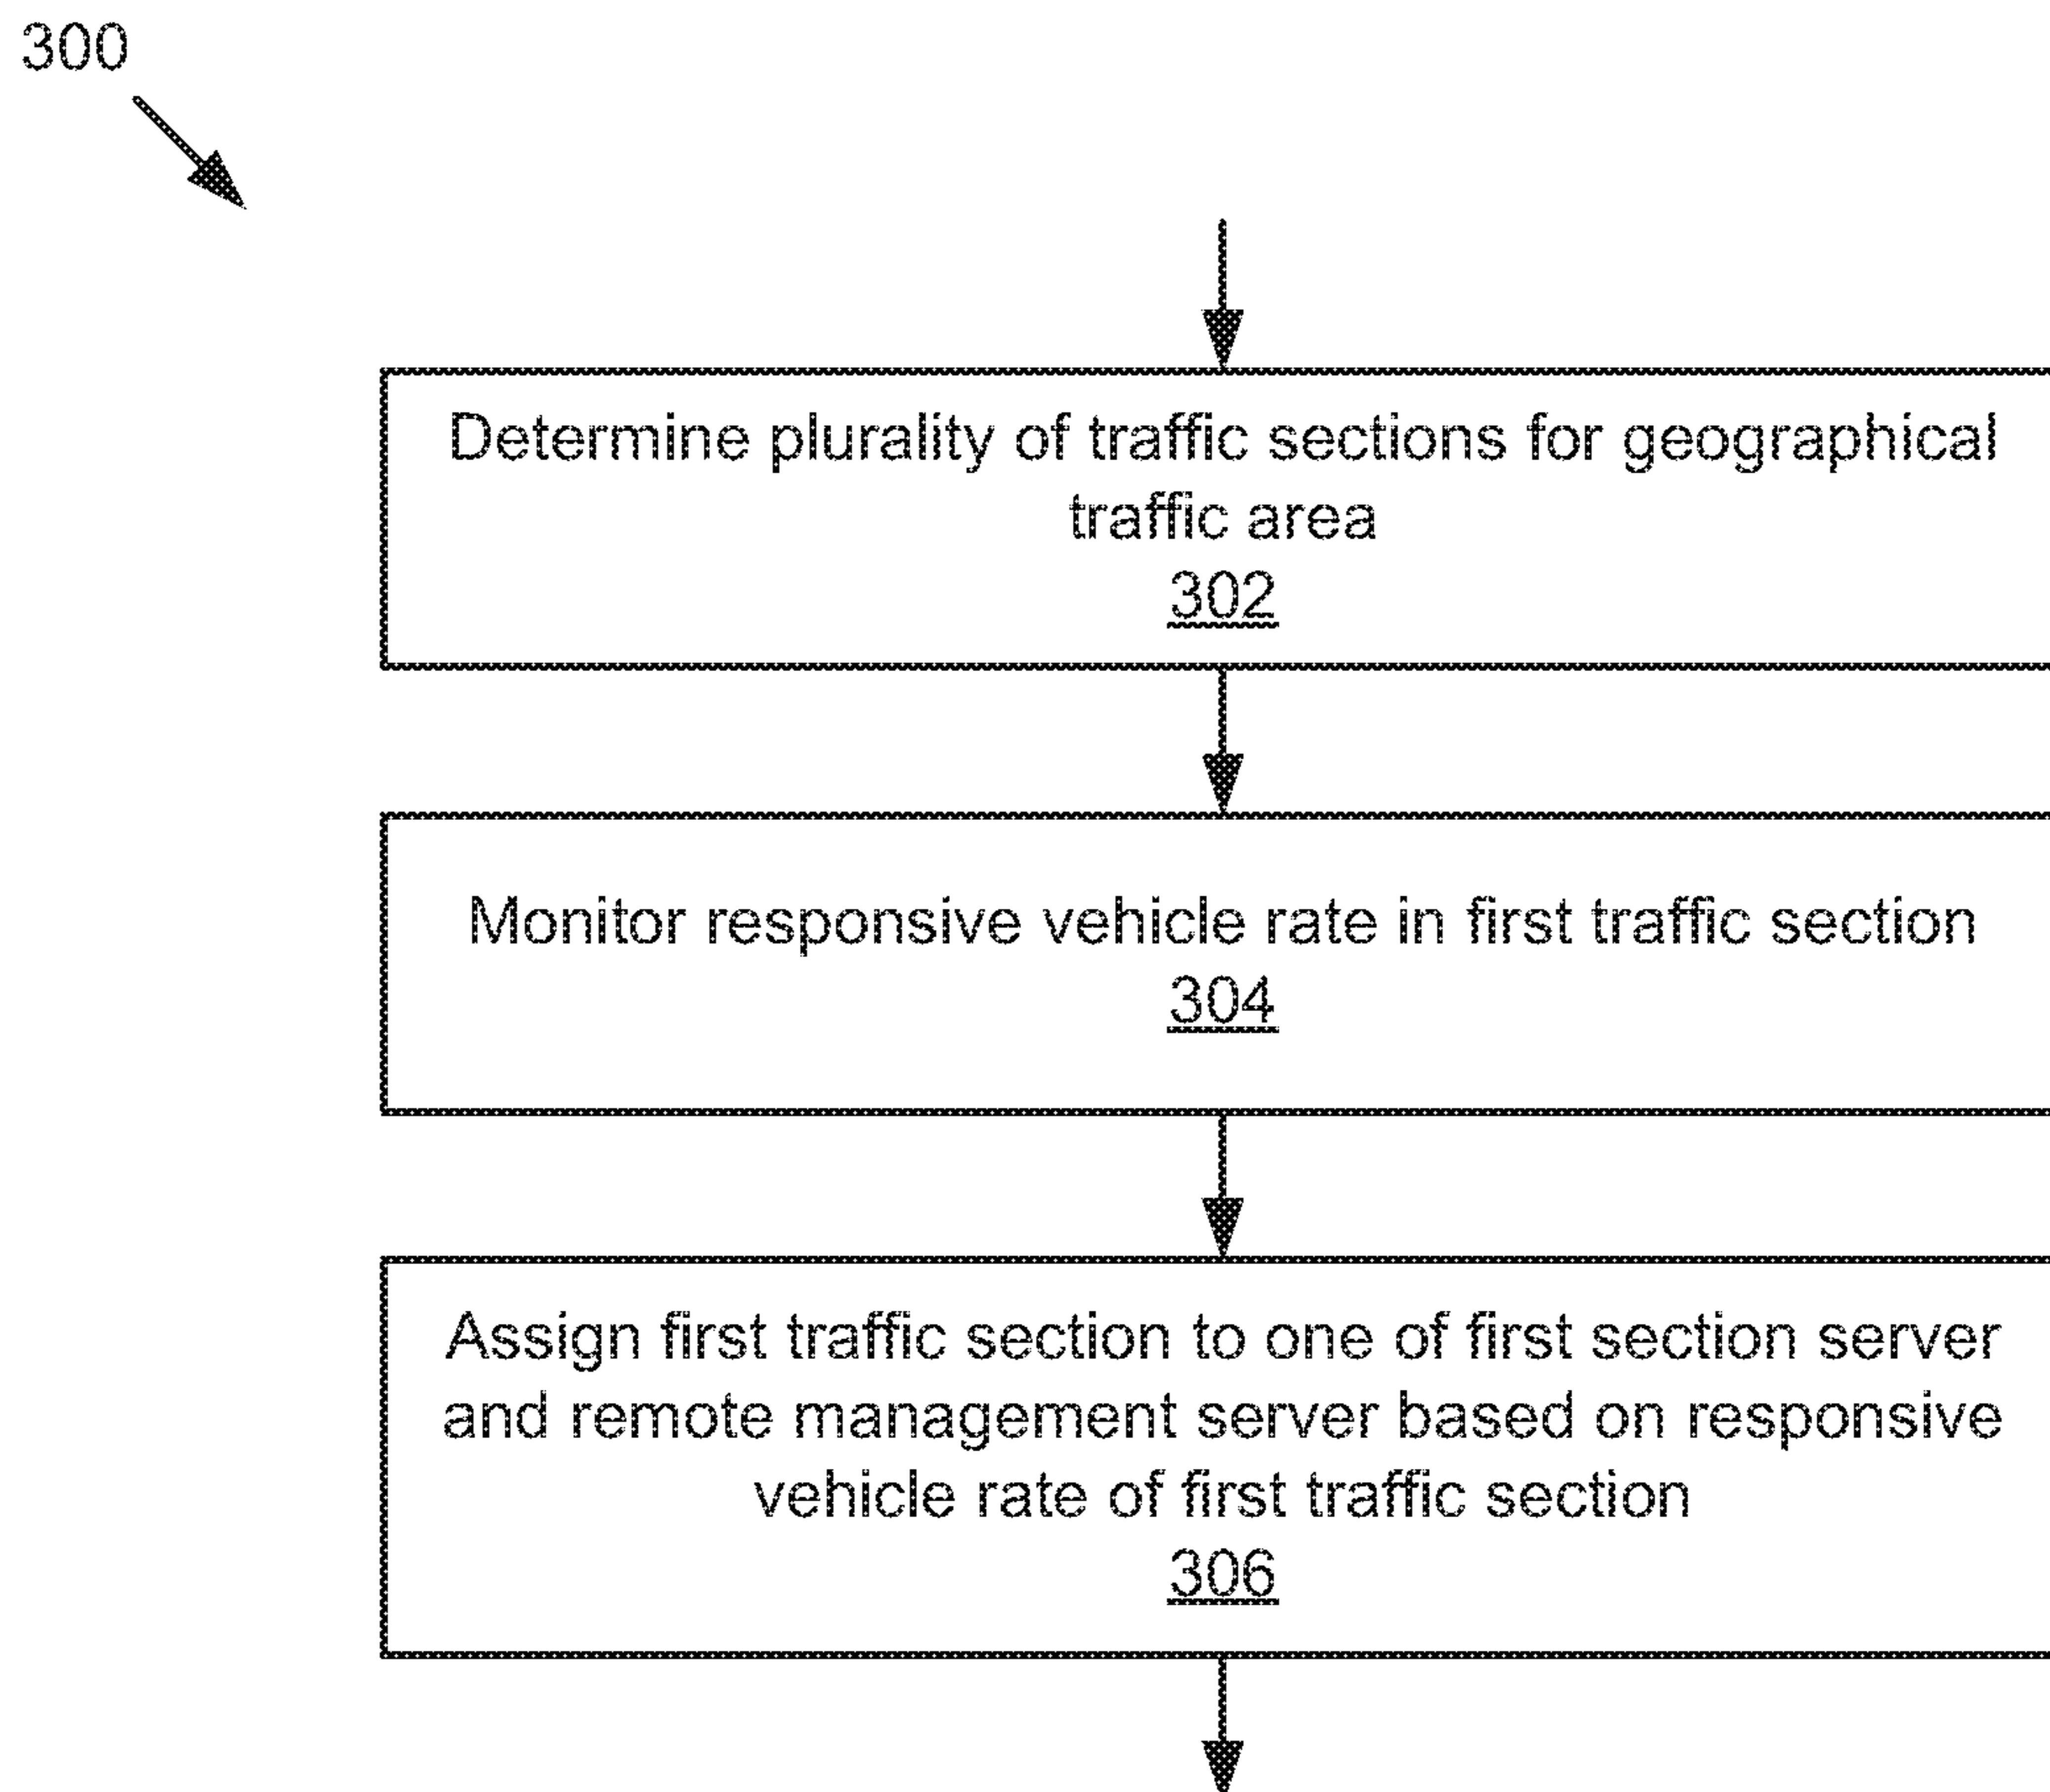 300
Determine plurality of traffic sections for geographical
traffic area
302
Monitor responsive vehicle rate in first traffic section
304
Assign first traffic section to one of first section server
and remote management server based on responsive
vehicle rate of first traffic section
306